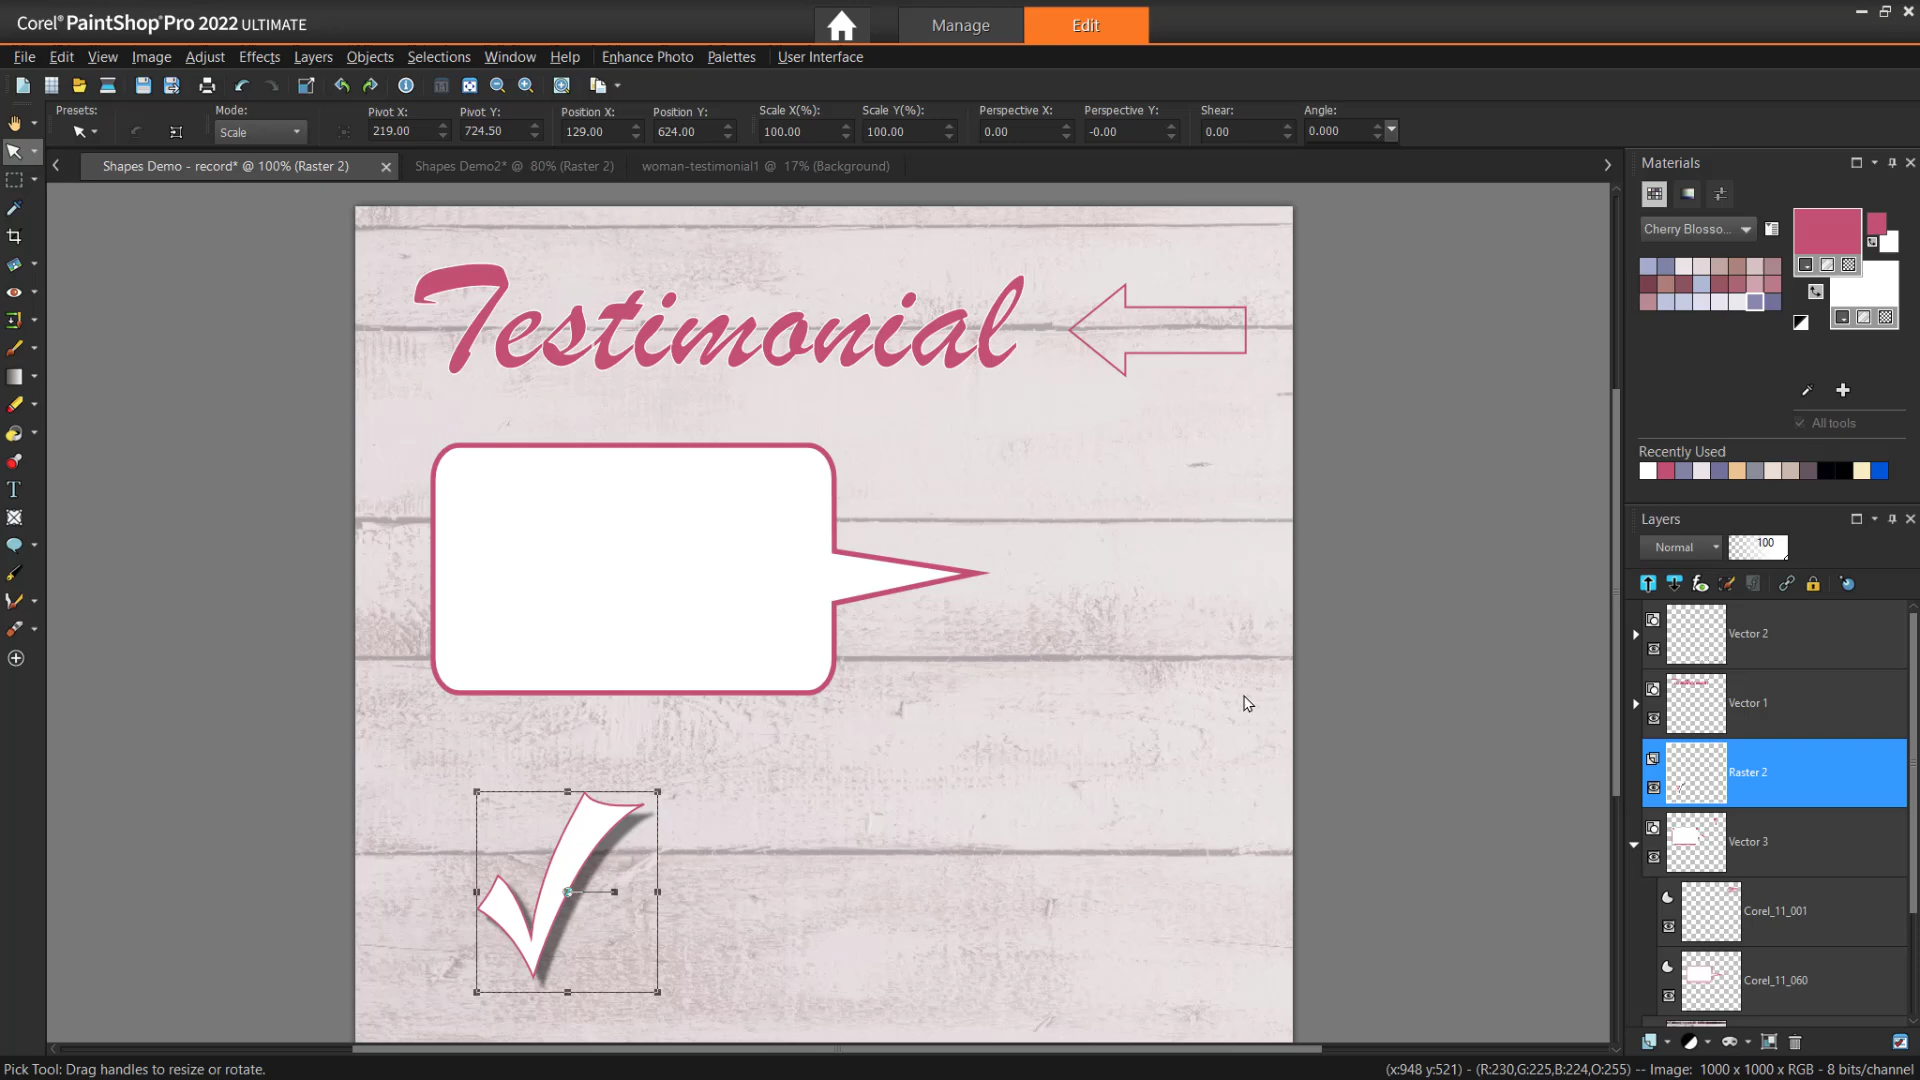 Corel® PaintShop® Pro 2022 ULTIMATE
Manage
Edit
File Edit View Image Adjust Effects Layers Objects Selections Window Help Enhance Photo Palettes User Interface
Presets: Mode: Pivot X: Pivot Y: Position X: Position Y: Scale X(%): Scale Y(%): Perspective X: Perspective Y: Shear: Angle:
Scale 219.00 724.50 129.00 624.00 100.00 100.00 0.00 -0.00 0.00 0.000
Shapes Demo - record* @ 100% (Raster 2)
Shapes Demo2* @ 80% (Raster 2)
woman-testimonial1 @ 17% (Background)
Testimonial
Materials
Cherry Blosso...
All tools
Recently Used
Layers
Normal
100
Vector 2
Vector 1
Raster 2
Vector 3
Corel_11_001
Corel_11_060
Pick Tool: Drag handles to resize or rotate.
(x:948 y:521) - (R:230,G:225,B:224,O:255) -- Image: 1000 x 1000 x RGB - 8 bits/channel